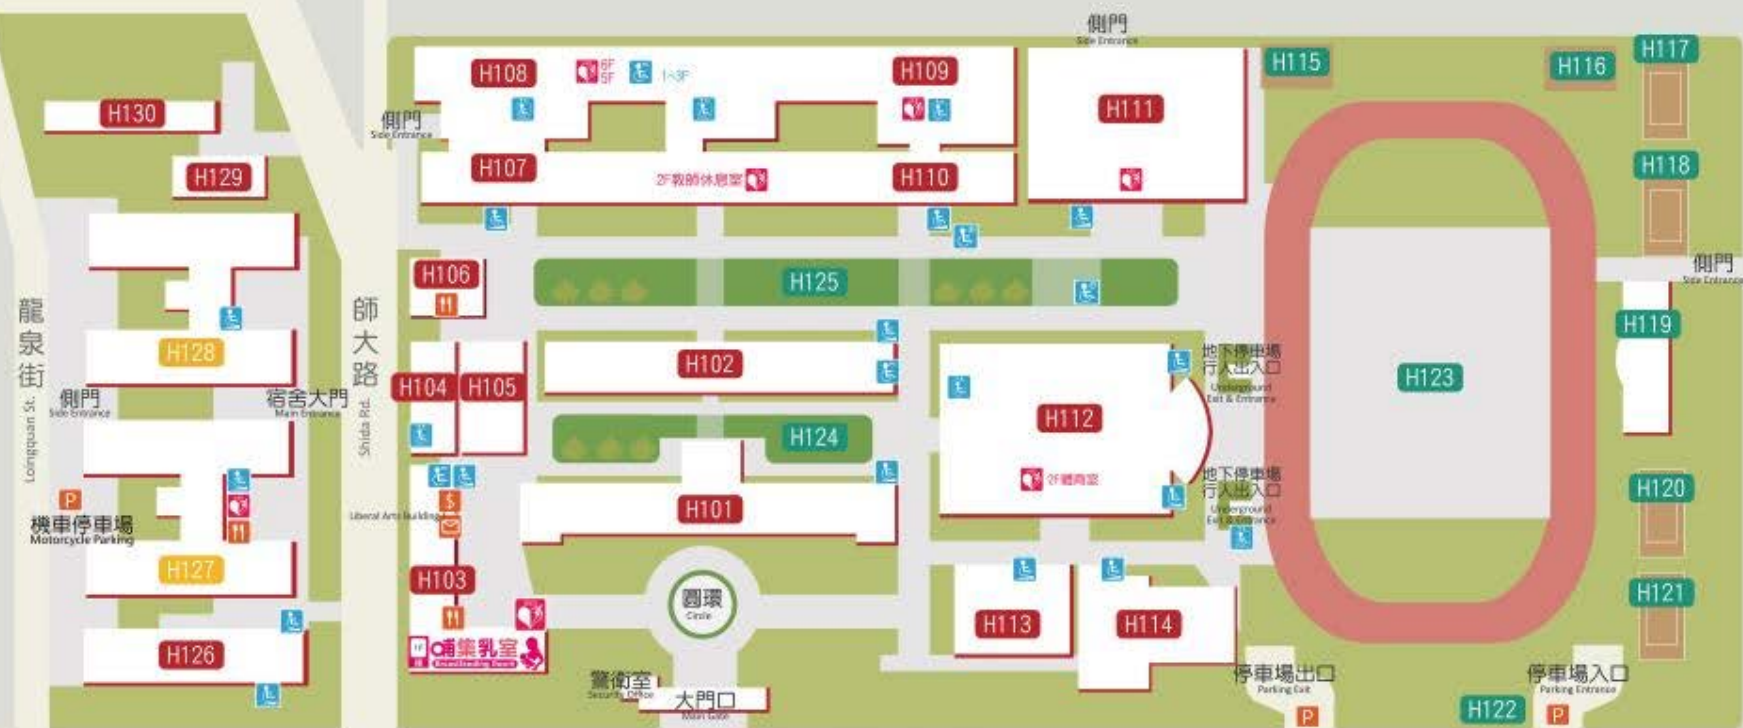 側門
Side Entrance
H108
6F
5F
1~3F
H109
H111
H115
H116
H117
H130
側門
Side Entrance
H107
2F教師休息室
H110
H118
H129
H106
H125
側門
Side Entrance
龍泉街
Longquan St.
師大路
Shida Rd.
H128
H104
H105
H102
地下停車場
行人出入口
Underground
Exit & Entrance
H119
H123
側門
Side Entrance
宿舍大門
Main Entrance
H124
H112
2F體育室
地下停車場
行人出入口
Underground
Exit & Entrance
P
機車停車場
Motorcycle Parking
$
Liberal Arts Building
H101
H120
H127
H103
圓環
Circle
H113
H114
H121
H126
哺集乳室
Breastfeeding Room
警衛室
Security Office
大門口
Main Gate
停車場出口
Parking Exit
P
H122
停車場入口
Parking Entrance
P